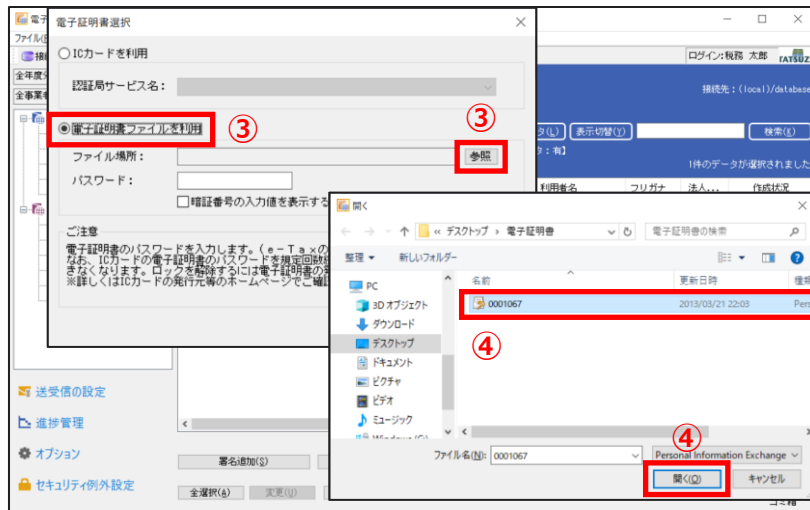 電子証明書選択
ICカードを利用
認証局サービス名：
電子証明書ファイルを利用
③
③
ファイル場所：
参照
パスワード：
暗証番号の入力値を表示する
ご注意
電子証明書のパスワードを入力します。（ｅ－Ｔａｘの
なお、ICカードの電子証明書のパスワードを規定回数
きなくなります。ロックを解除するには電子証明書の
※詳しくはICカードの発行元等のホームページでご確認
ログイン:税務 太郎
接続先：(local)/database
表示切替(Y)
検索(E)
1件のデータが選択されました
利用者名
フリガナ
法人...
作成状況
全年度
全事業
送受信の設定
進捗管理
オプション
セキュリティ例外設定
署名追加(S)
全選択(A)
変更(U)
開く
« デスクトップ › 電子証明書
電子証明書の検索
整理
新しいフォルダー
名前
更新日時
種類
PC
3D オブジェクト
ダウンロード
デスクトップ
ドキュメント
ピクチャ
ビデオ
ミュージック
0001067
2013/03/21 22:03
Pers
④
④
ファイル名(N):
0001067
Personal Information Exchange
開く(O)
キャンセル